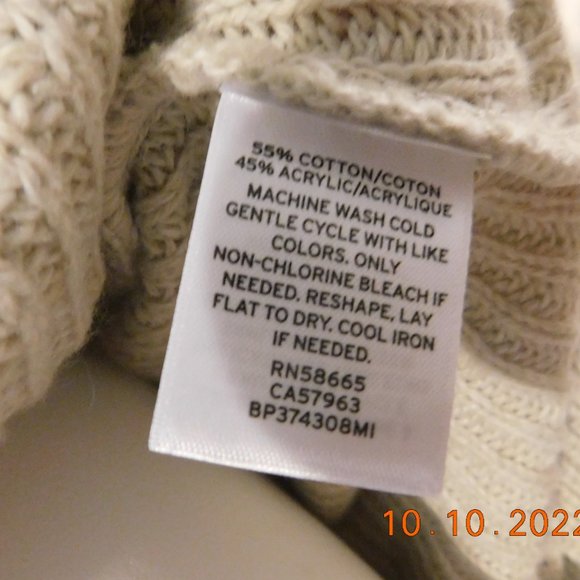 55% COTTON/COTON
45% ACRYLIC/ACRYLIQUE
MACHINE WASH COLD
GENTLE CYCLE WITH LIKE
COLORS. ONLY
NON-CHLORINE BLEACH IF
NEEDED. RESHAPE, LAY
FLAT TO DRY. COOL IRON
IF NEEDED.
RN58665
CA57963
BP374308MI
10.10.2022